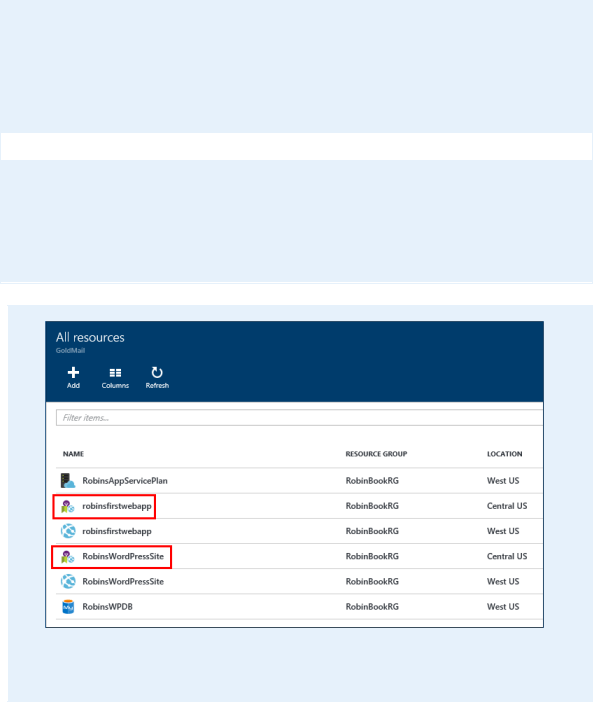 All resources
GoldMail
Add Columns Refresh
Filter items...
NAME RESOURCE GROUP LOCATION
RobinsAppServicePlan RobinBookRG West US
robinsfirstwebapp RobinBookRG Central US
robinsfirstwebapp RobinBookRG West US
RobinsWordPressSite RobinBookRG Central US
RobinsWordPressSite RobinBookRG West US
My RobinsWPDB RobinBookRG West US